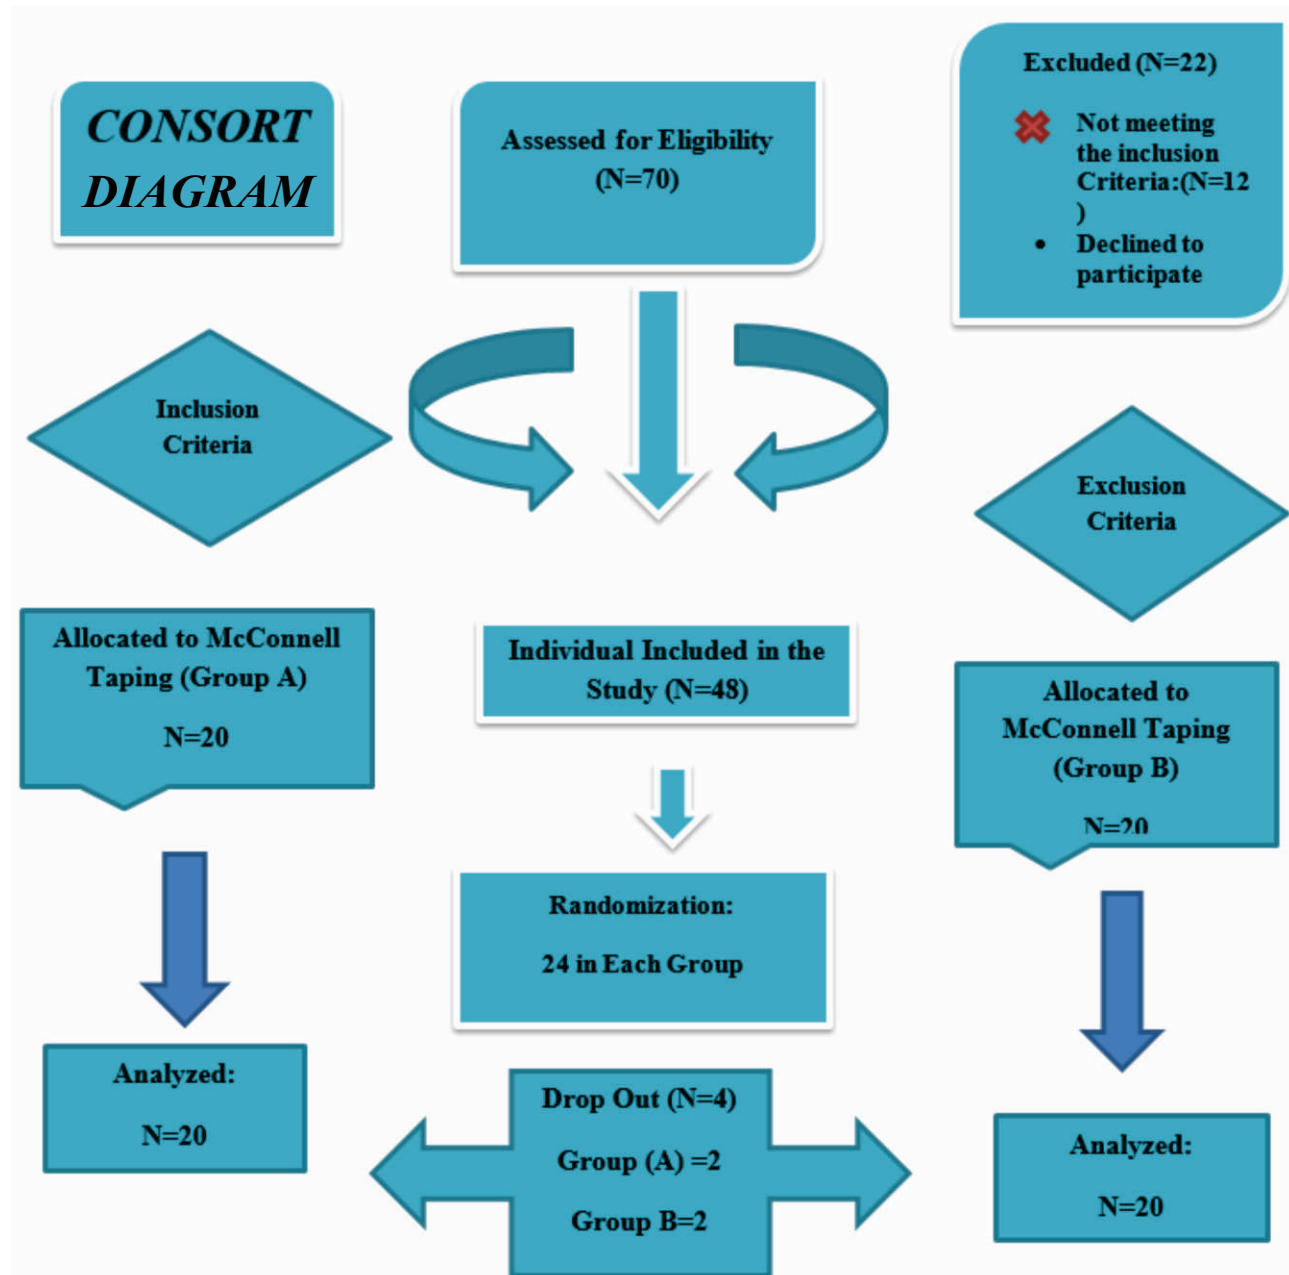 CONSORT
DIAGRAM
Assessed for Eligibility
(N=70)
Excluded (N=22)
Not meeting
the inclusion
Criteria:(N=12
)
• Declined to
participate
Inclusion
Criteria
Exclusion
Criteria
Allocated to McConnell
Taping (Group A)
N=20
Individual Included in the
Study (N=48)
Allocated to
McConnell Taping
(Group B)
N=20
Randomization:
24 in Each Group
Analyzed:
N=20
Drop Out (N=4)
Group (A) =2
Group B=2
Analyzed:
N=20